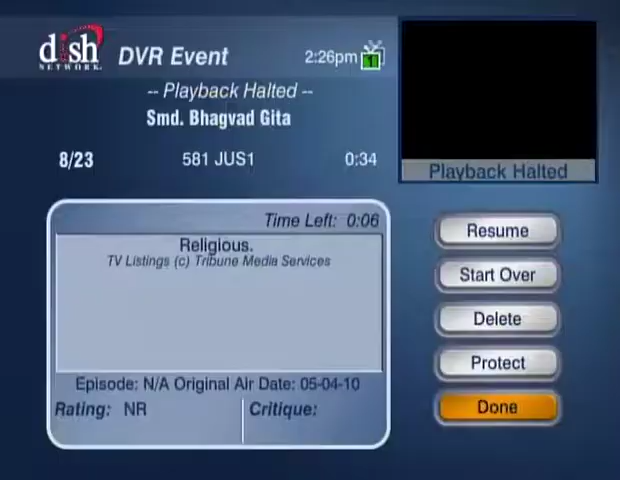 dish
NETWORK.
DVR Event
2:26pm
1
-- Playback Halted --
Smd. Bhagvad Gita
8/23 581 JUS1 0:34
Playback Halted
Time Left: 0:06
Religious.
TV Listings (c) Tribune Media Services
Episode: N/A Original Air Date: 05-04-10
Rating: NR Critique:
Resume
Start Over
Delete
Protect
Done